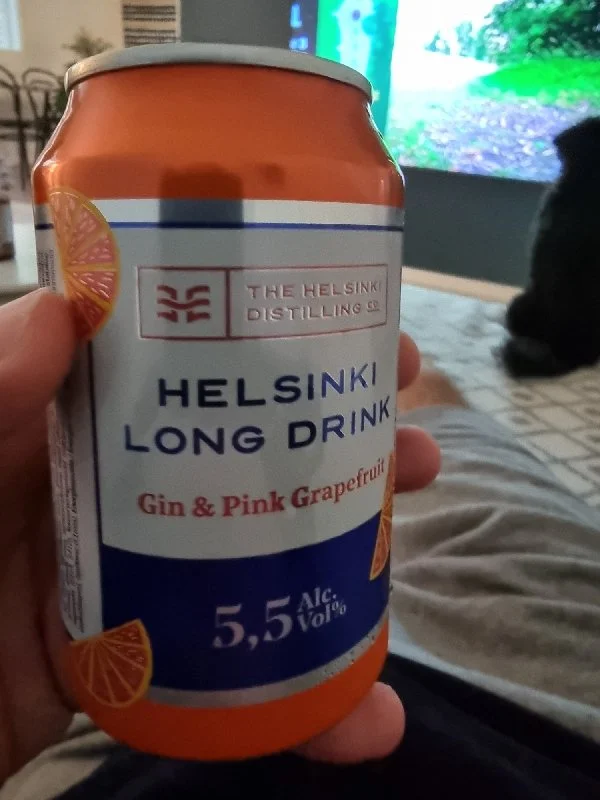 THE HELSINKI
DISTILLING CO
HELSINKI
LONG DRINK
Gin & Pink Grapefruit
5,5 Alc.
Vol%